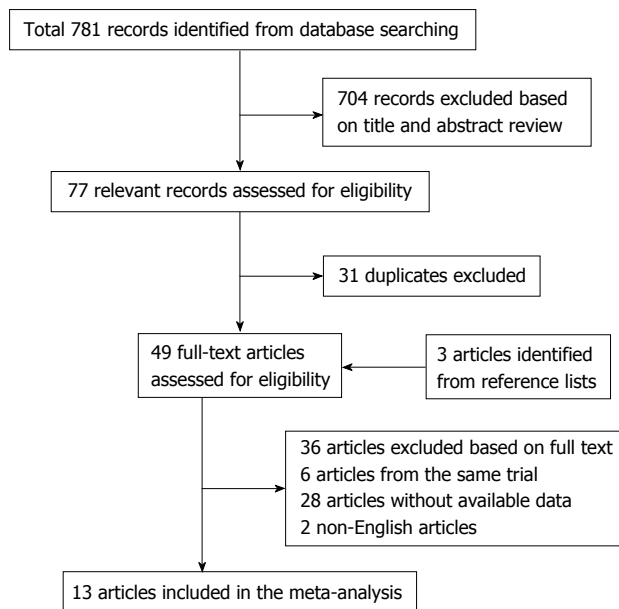 Total 781 records identified from database searching
704 records excluded based
on title and abstract review
77 relevant records assessed for eligibility
31 duplicates excluded
49 full-text articles
assessed for eligibility
3 articles identified
from reference lists
36 articles excluded based on full text
6 articles from the same trial
28 articles without available data
2 non-English articles
13 articles included in the meta-analysis